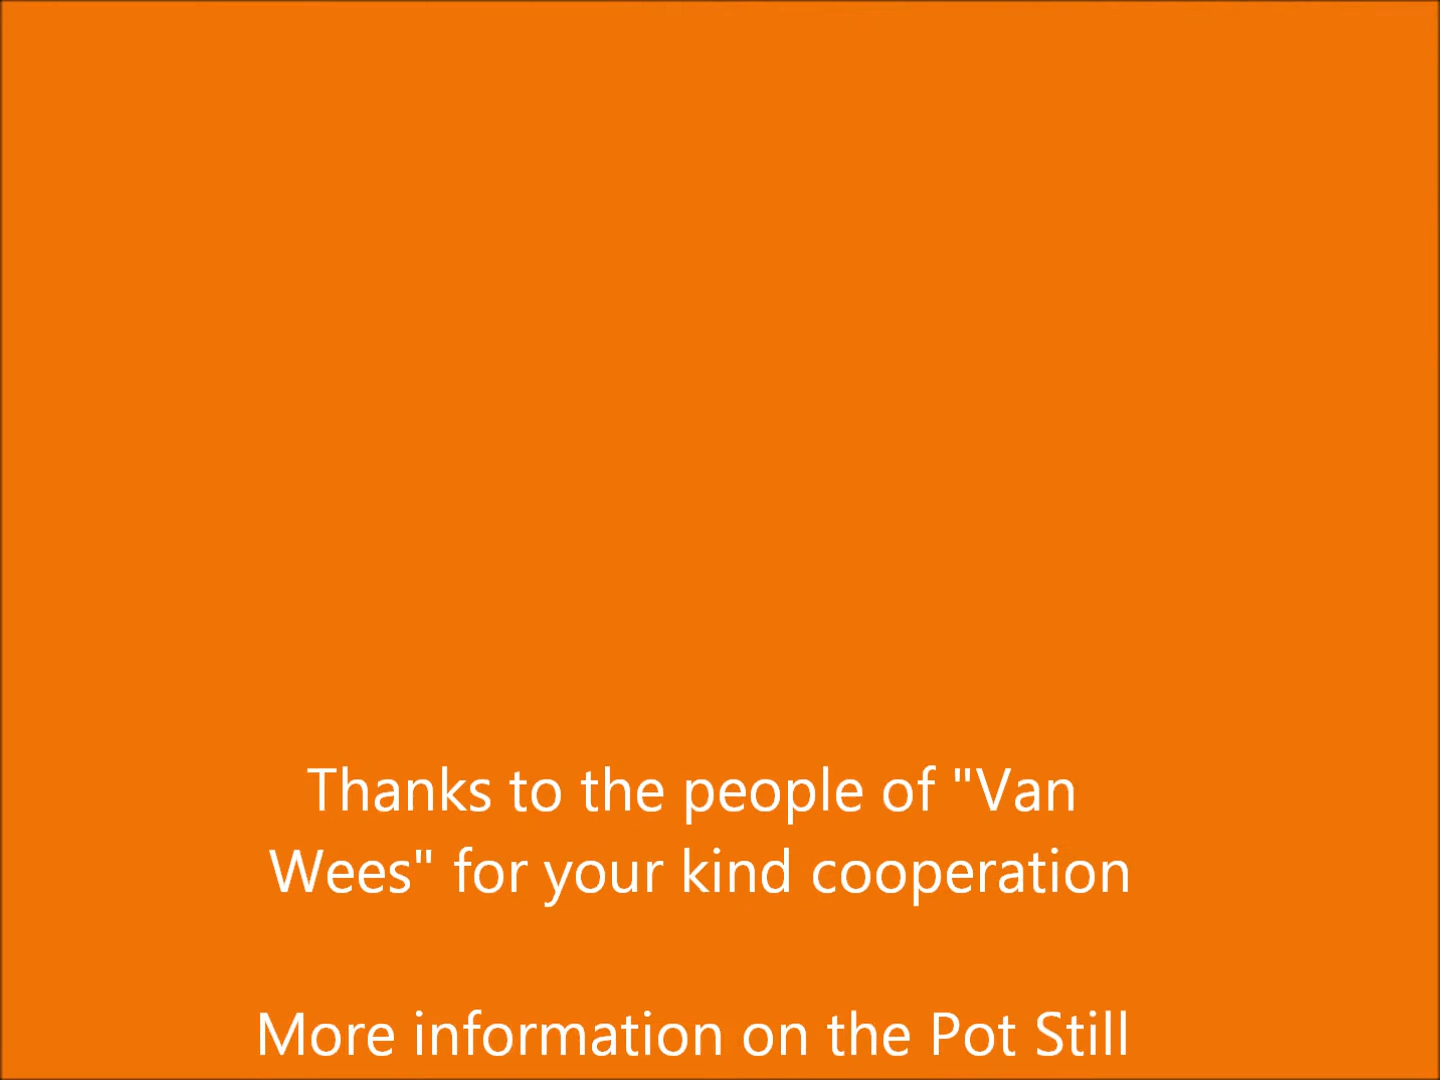 Thanks to the people of "Van
Wees" for your kind cooperation
More information on the Pot Still